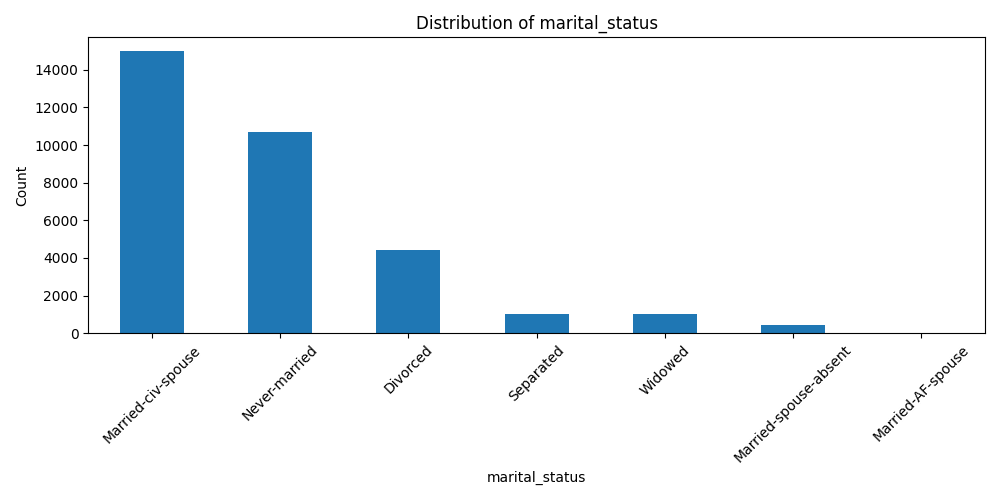 Distribution of marital_status
14000
12000
10000
8000
6000
4000
2000
0
Count
Married-civ-spouse
Never-married
Divorced
Separated
Widowed
Married-spouse-absent
Married-AF-spouse
marital_status